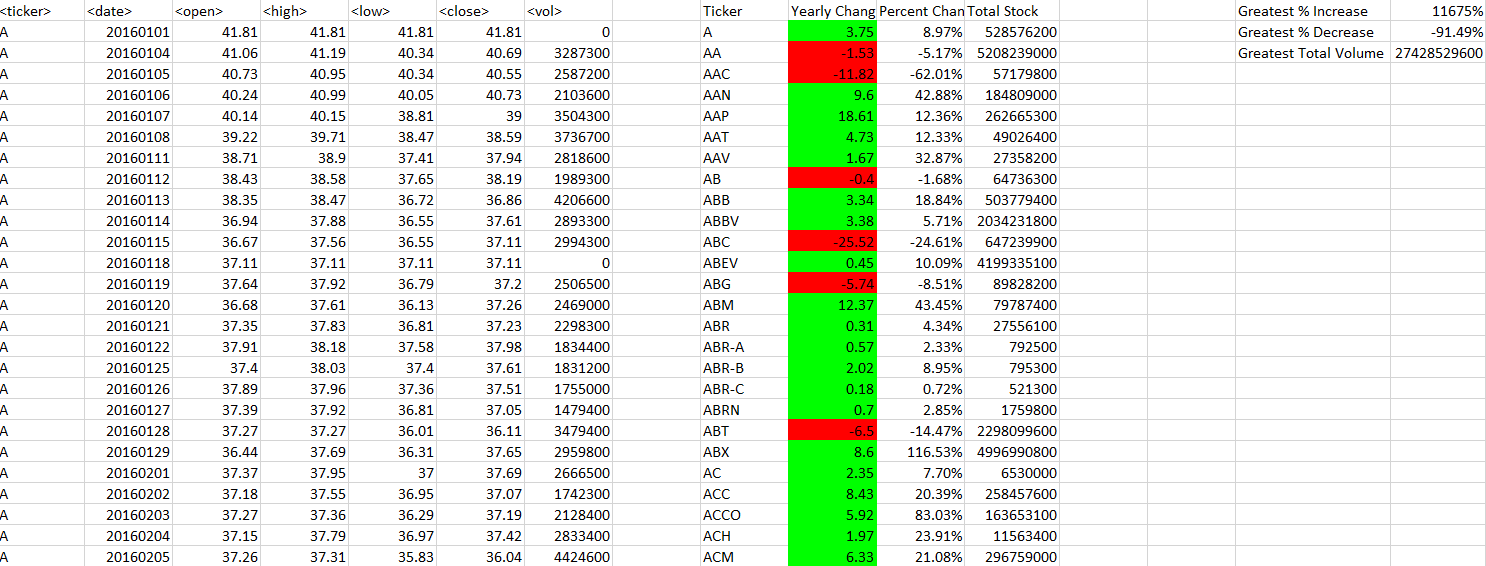 <ticker> <date> <open> <high> <low> <close> <vol> Ticker Yearly Chang Percent Chan Total Stock Greatest % Increase 11675%
A 20160101 41.81 41.81 41.81 41.81 0 A 3.75 8.97% 528576200 Greatest % Decrease -91.49%
A 20160104 41.06 41.19 40.34 40.69 3287300 AA -1.53 -5.17% 5208239000 Greatest Total Volume 27428529600
A 20160105 40.73 40.95 40.34 40.55 2587200 AAC -11.82 -62.01% 57179800
A 20160106 40.24 40.99 40.05 40.73 2103600 AAN 9.6 42.88% 184809000
A 20160107 40.14 40.15 38.81 39 3504300 AAP 18.61 12.36% 262665300
A 20160108 39.22 39.71 38.47 38.59 3736700 AAT 4.73 12.33% 49026400
A 20160111 38.71 38.9 37.41 37.94 2818600 AAV 1.67 32.87% 27358200
A 20160112 38.43 38.58 37.65 38.19 1989300 AB -0.4 -1.68% 64736300
A 20160113 38.35 38.47 36.72 36.86 4206600 ABB 3.34 18.84% 503779400
A 20160114 36.94 37.88 36.55 37.61 2893300 ABBV 3.38 5.71% 2034231800
A 20160115 36.67 37.56 36.55 37.11 2994300 ABC -25.52 -24.61% 647239900
A 20160118 37.11 37.11 37.11 37.11 0 ABEV 0.45 10.09% 4199335100
A 20160119 37.64 37.92 36.79 37.2 2506500 ABG -5.74 -8.51% 89828200
A 20160120 36.68 37.61 36.13 37.26 2469000 ABM 12.37 43.45% 79787400
A 20160121 37.35 37.83 36.81 37.23 2298300 ABR 0.31 4.34% 27556100
A 20160122 37.91 38.18 37.58 37.98 1834400 ABR-A 0.57 2.33% 792500
A 20160125 37.4 38.03 37.4 37.61 1831200 ABR-B 2.02 8.95% 795300
A 20160126 37.89 37.96 37.36 37.51 1755000 ABR-C 0.18 0.72% 521300
A 20160127 37.39 37.92 36.81 37.05 1479400 ABRN 0.7 2.85% 1759800
A 20160128 37.27 37.27 36.01 36.11 3479400 ABT -6.5 -14.47% 2298099600
A 20160129 36.44 37.69 36.31 37.65 2959800 ABX 8.6 116.53% 4996990800
A 20160201 37.37 37.95 37 37.69 2666500 AC 2.35 7.70% 6530000
A 20160202 37.18 37.55 36.95 37.07 1742300 ACC 8.43 20.39% 258457600
A 20160203 37.27 37.36 36.29 37.19 2128400 ACCO 5.92 83.03% 163653100
A 20160204 37.15 37.79 36.97 37.42 2833400 ACH 1.97 23.91% 11563400
A 20160205 37.26 37.31 35.83 36.04 4424600 ACM 6.33 21.08% 296759000